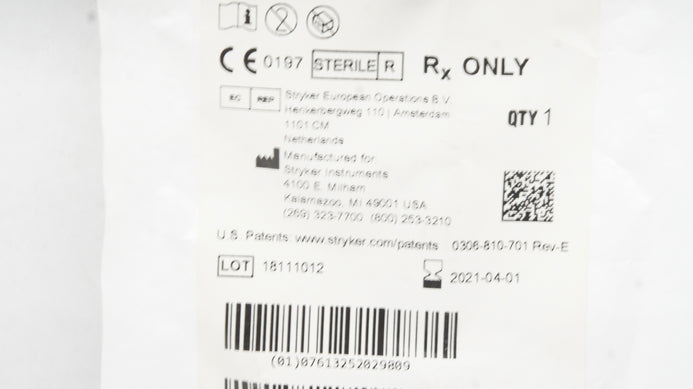 2
CE 0197 STERILE R Rx ONLY
EC REP Stryker European Operations B.V.
Herikerbergweg 110 | Amsterdam
1101 CM
Netherlands
QTY 1
Manufactured for
Stryker Instruments
4100 E. Milham
Kalamazoo, MI 49001 USA
(269) 323-7700 (800) 253-3210
U.S. Patents: www.stryker.com/patents 0306-810-701 Rev-E
LOT 18111012 2021-04-01
(01)07613252029809